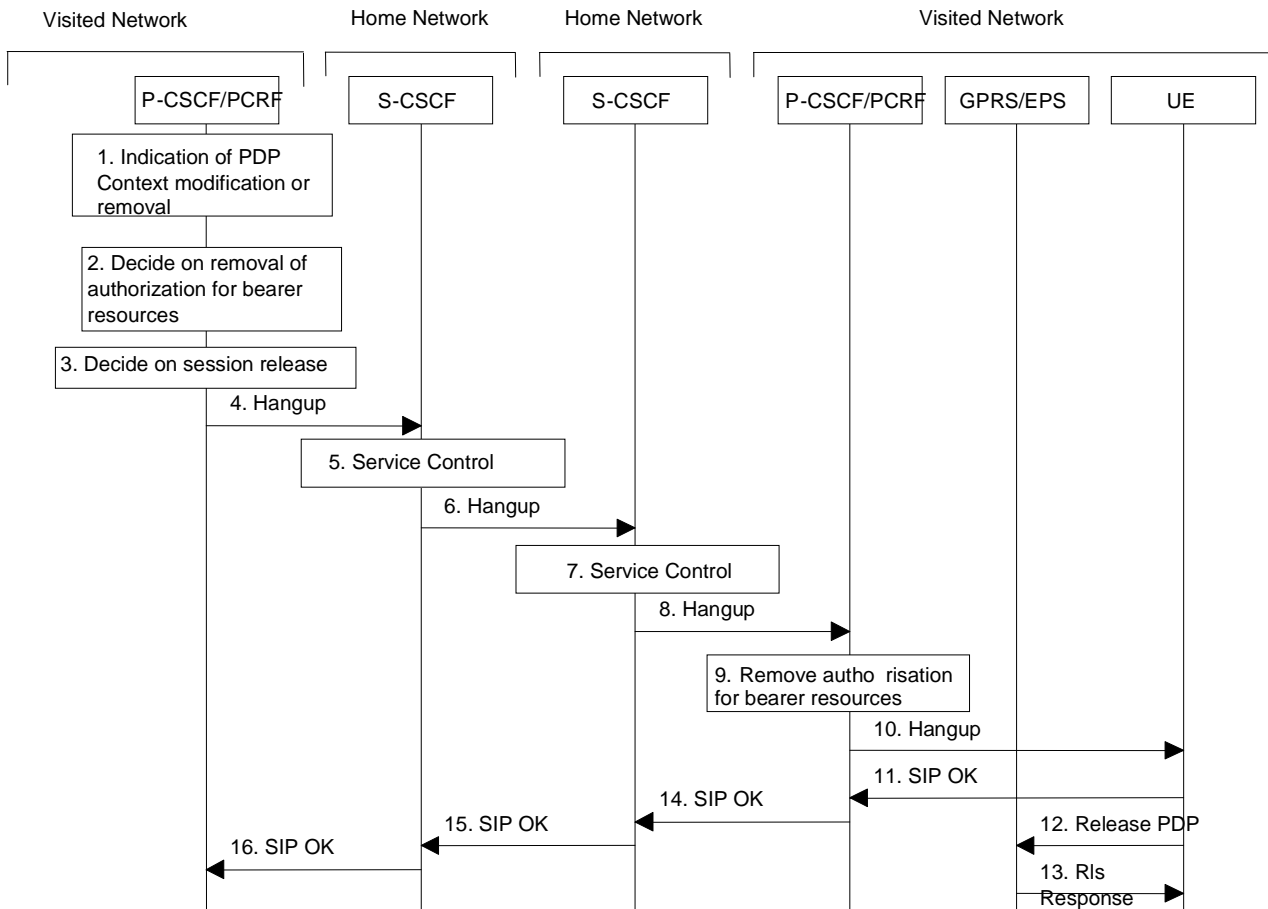 Visited Network
Home Network
Home Network
Visited Network
P-CSCF/PCRF
S-CSCF
S-CSCF
P-CSCF/PCRF
GPRS/EPS
UE
1. Indication of PDP
Context modification or
removal
2. Decide on removal of
authorization for bearer
resources
3. Decide on session release
4. Hangup
5. Service Control
6. Hangup
7. Service Control
8. Hangup
9. Remove autho risation
for bearer resources
10. Hangup
11. SIP OK
14. SIP OK
12. Release PDP
15. SIP OK
16. SIP OK
13. Rls
Response